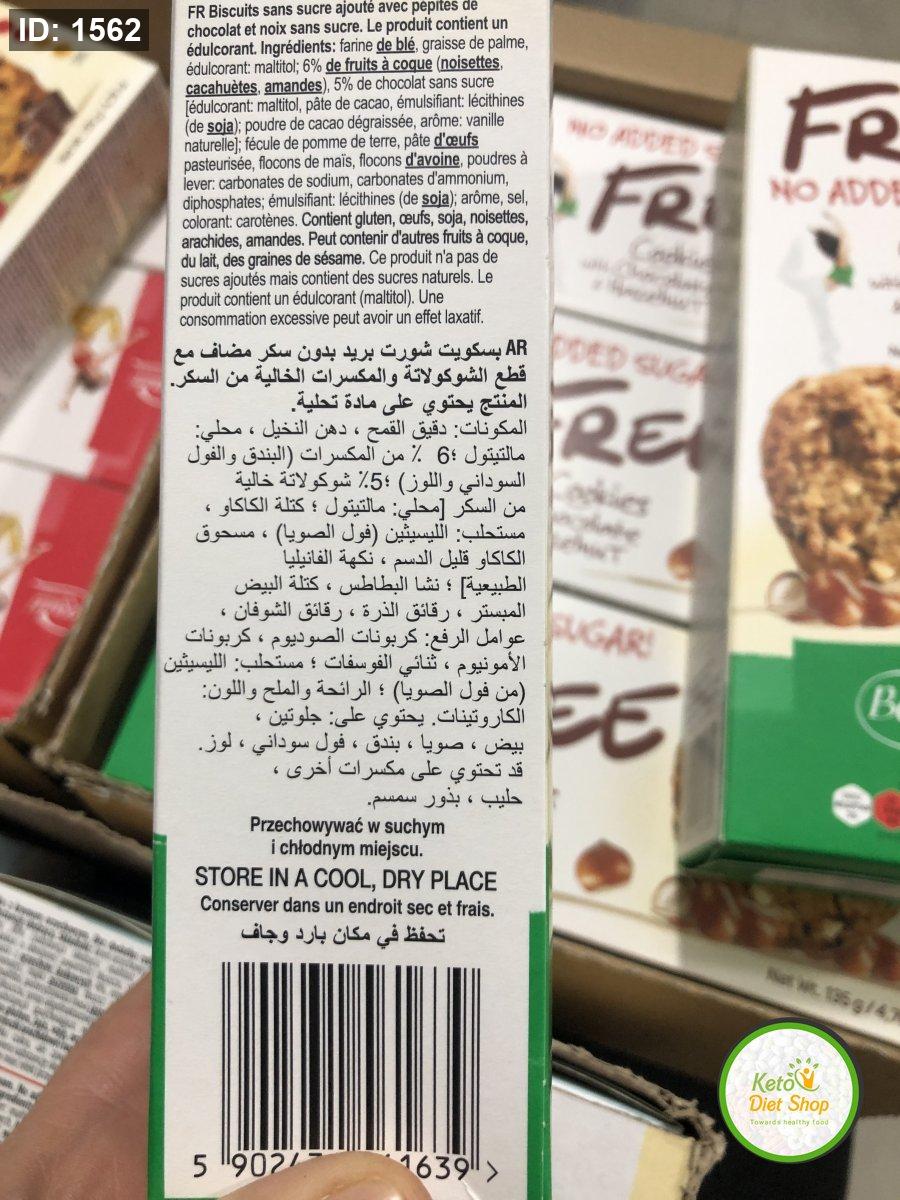 ID: 1562
FR Biscuits sans sucre ajouté avec pépites de
chocolat et noix sans sucre. Le produit contient un
édulcorant. Ingrédients: farine de blé, graisse de palme,
édulcorant: maltitol; 6% de fruits à coque (noisettes,
cacahuètes, amandes), 5% de chocolat sans sucre
[édulcorant: maltitol, pâte de cacao, émulsifiant: lécithines
(de soja); poudre de cacao dégraissée, arôme: vanille
naturelle]; fécule de pomme de terre, pâte d'œufs
pasteurisée, flocons de maïs, flocons d'avoine, poudres à
lever: carbonates de sodium, carbonates d'ammonium,
diphosphates; émulsifiant: lécithines (de soja); arôme, sel,
colorant: carotènes. Contient gluten, œufs, soja, noisettes,
arachides, amandes. Peut contenir d'autres fruits à coque,
du lait, des graines de sésame. Ce produit n'a pas de
sucres ajoutés mais contient des sucres naturels. Le
produit contient un édulcorant (maltitol). Une
consommation excessive peut avoir un effet laxatif.
AR بسكويت شورت بريد بدون سكر مضاف مع
قطع الشوكولاتة والمكسرات الخالية من السكر.
المنتج يحتوي على مادة تحلية.
المكونات: دقيق القمح ، دهن النخيل ، محلي:
مالتيتول ؛6 ٪ من المكسرات (البندق والفول
السوداني واللوز) ؛5٪ شوكولاتة خالية
من السكر [محلي: مالتيتول ؛ كتلة الكاكاو ،
مستحلب: الليسيثين (فول الصويا) ، مسحوق
الكاكاو قليل الدسم ، نكهة الفانيليا
الطبيعية] ؛ نشا البطاطس ، كتلة البيض
المبستر ، رقائق الذرة ، رقائق الشوفان ،
عوامل الرفع: كربونات الصوديوم ، كربونات
الأمونيوم ، ثنائي الفوسفات ؛ مستحلب: الليسيثين
(من فول الصويا) ؛ الرائحة والملح واللون:
الكاروتينات. يحتوي على: جلوتين ،
بيض ، صويا ، بندق ، فول سوداني ، لوز.
قد تحتوي على مكسرات أخرى ،
حليب ، بذور سمسم.
Przechowywać w suchym
i chłodnym miejscu.
STORE IN A COOL, DRY PLACE
Conserver dans un endroit sec et frais.
تحفظ في مكان بارد وجاف
NO ADDED
FR
Cookies
ADDED SUGA
FREE
Cookies
SUGAR!
EE
FR
NO ADDE
Net Wt. 135 g
Keto
Diet Shop
Towards healthy food